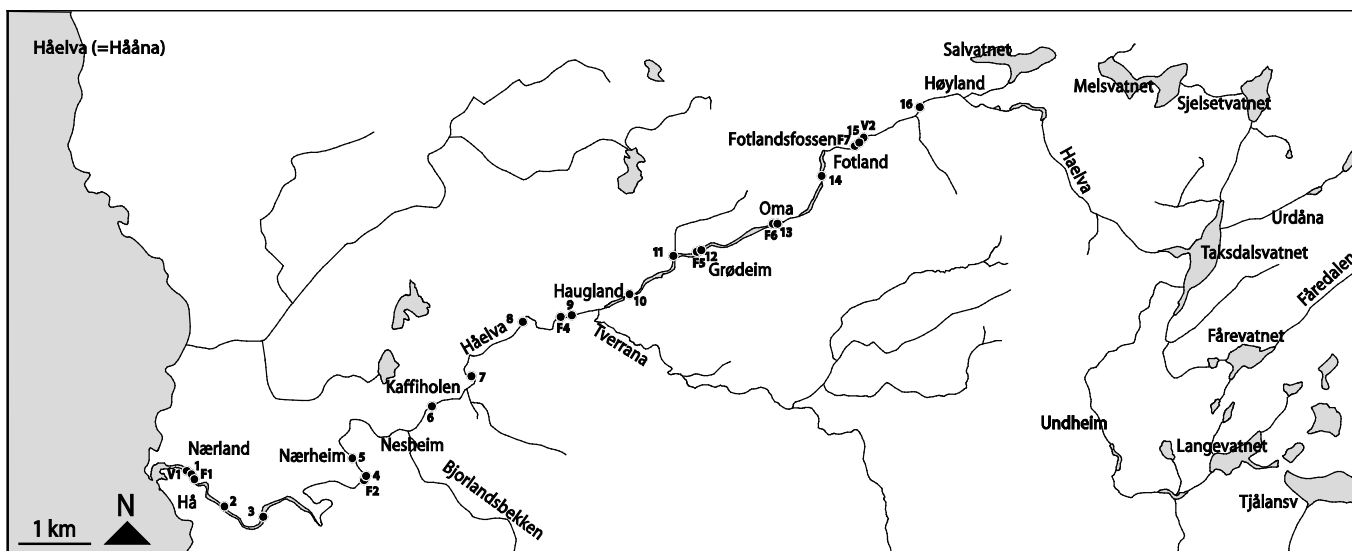 Håelva (=Hååna)
Salvatnet
Høyland
Melsvatnet
Sjelsetvatnet
16
15
V2
Fotlandsfossen
F7
Fotland
14
Haelva
Oma
F6
13
Urdåna
Taksdalsvatnet
Fåredalen
11
F5
12
Grødeim
10
Haugland
9
F4
8
Håelva
Tverrana
Fårevatnet
7
Kaffiholen
6
Undheim
Nærland
Nærheim
Nesheim
Langevatnet
5
4
F2
1
V1
F1
Bjorlandsbekken
Hå
2
3
Tjålansv
N
1 km